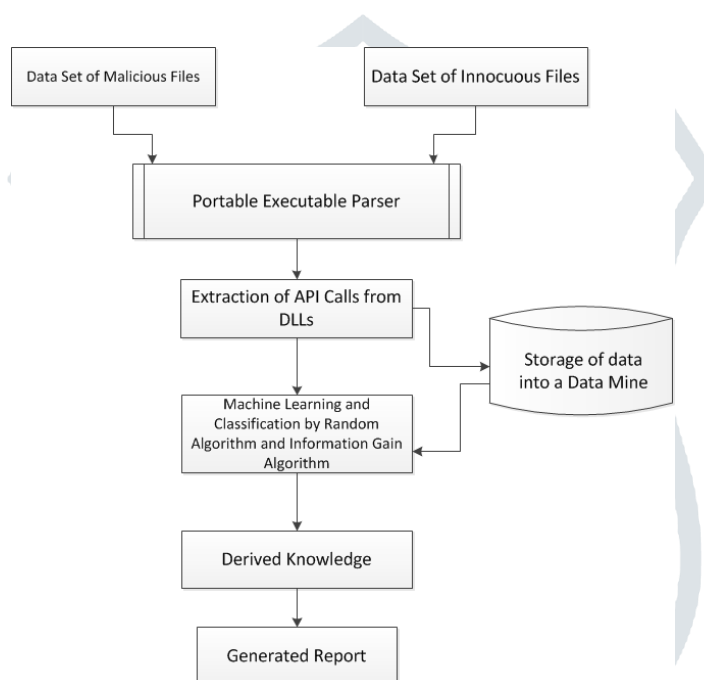 Data Set of Malicious Files
Data Set of Innocuous Files
Portable Executable Parser
Extraction of API Calls from
DLLs
Storage of data
into a Data Mine
Machine Learning and
Classification by Random
Algorithm and Information Gain
Algorithm
Derived Knowledge
Generated Report